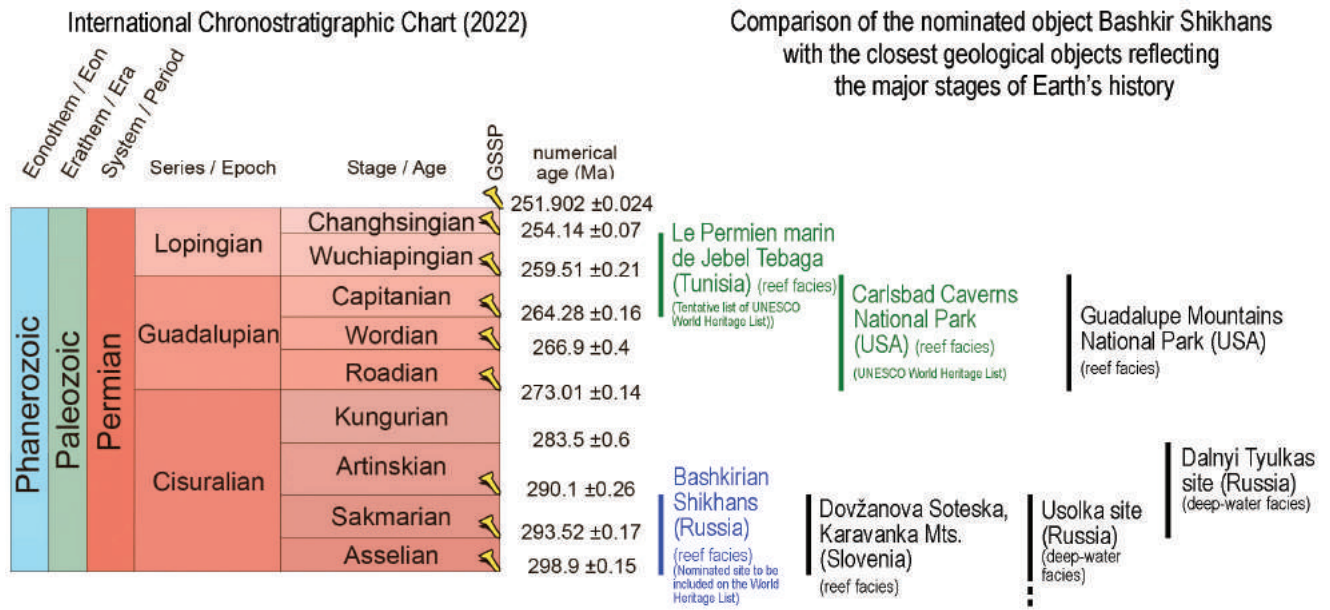 International Chronostratigraphic Chart (2022)
Comparison of the nominated object Bashkir Shikhans
with the closest geological objects reflecting
the major stages of Earth's history
Eonothem / Eon
Erathem / Era
System / Period
Series / Epoch
Stage / Age
GSSP
numerical
age (Ma)
Phanerozoic
Paleozoic
Permian
Lopingian
Guadalupian
Cisuralian
Changhsingian
Wuchiapingian
Capitanian
Wordian
Roadian
Kungurian
Artinskian
Sakmarian
Asselian
251.902 ±0.024
254.14 ±0.07
259.51 ±0.21
264.28 ±0.16
266.9 ±0.4
273.01 ±0.14
283.5 ±0.6
290.1 ±0.26
293.52 ±0.17
298.9 ±0.15
Le Permien marin
de Jebel Tebaga
(Tunisia) (reef facies)
(Tentative list of UNESCO
World Heritage List))
Carlsbad Caverns
National Park
(USA) (reef facies)
(UNESCO World Heritage List)
Guadalupe Mountains
National Park (USA)
(reef facies)
Bashkirian
Shikhans
(Russia)
(reef facies)
(Nominated site to be
included on the World
Heritage List)
Dovžanova Soteska,
Karavanka Mts.
(Slovenia)
(reef facies)
Usolka site
(Russia)
(deep-water
facies)
Dalnyi Tyulkas
site (Russia)
(deep-water facies)